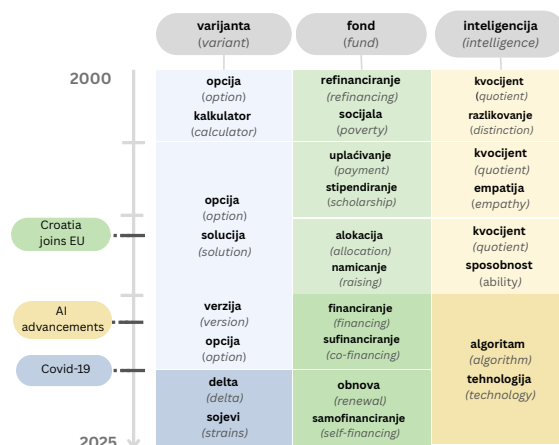 varijanta
(variant)
fond
(fund)
inteligencija
(intelligence)
2000
opcija
(option)
kalkulator
(calculator)
refinanciranje
(refinancing)
socijala
(poverty)
kvocijent
(quotient)
razlikovanje
(distinction)
opcija
(option)
solucija
(solution)
uplaćivanje
(payment)
stipendiranje
(scholarship)
kvocijent
(quotient)
empatija
(empathy)
Croatia
joins EU
alokacija
(allocation)
namicanje
(raising)
kvocijent
(quotient)
sposobnost
(ability)
AI
advancements
verzija
(version)
opcija
(option)
financiranje
(financing)
sufinanciranje
(co-financing)
algoritam
(algorithm)
tehnologija
(technology)
Covid-19
delta
(delta)
sojevi
(strains)
obnova
(renewal)
samofinanciranje
(self-financing)
2025